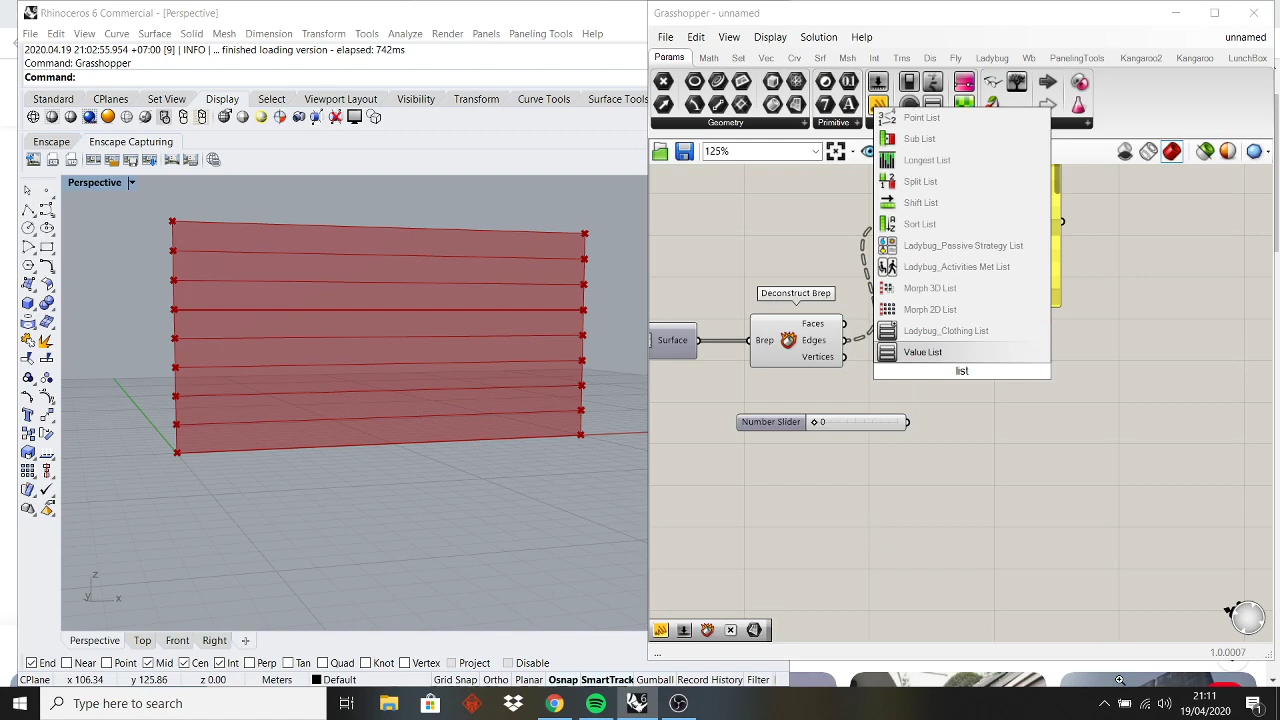 Rhinoceros 6 Commercial - [Perspective]
File Edit View Curve Surface Solid Mesh Dimension Transform Tools Analyze Render Panels Paneling Tools Help
2020.04.19 21:02:55.954 +07:00 [9] | INFO | ... finished loading version - elapsed: 742ms
Command: Grasshopper
Command:
Standard CPlanes Set View Display Select Viewport Layout Visibility Transform Curve Tools Surface Tools
Enscape Enscape Capturing
Perspective
z
y x
Perspective Top Front Right
End Near Point Mid Cen Int Perp Tan Quad Knot Vertex Project Disable
CPlane x 106.34 y 125.86 z 0.00 Meters Default Grid Snap Ortho Osnap SmartTrack Gumball Record History Filter
Grasshopper - unnamed
File Edit View Display Solution Help unnamed
Params Math Set Vec Crv Srf Msh Int Trns Dis Fly Ladybug Wb PanelingTools Kangaroo2 Kangaroo LunchBox
Geometry Primitive
125%
Point List
Sub List
Longest List
Split List
Shift List
Sort List
Ladybug_Passive Strategy List
Ladybug_Activities Met List
Morph 3D List
Morph 2D List
Ladybug_Clothing List
Value List
list
Deconstruct Brep
Surface
Brep
Faces
Edges
Vertices
Number Slider 0
... 1.0.0007
Type here to search
21:11
19/04/2020